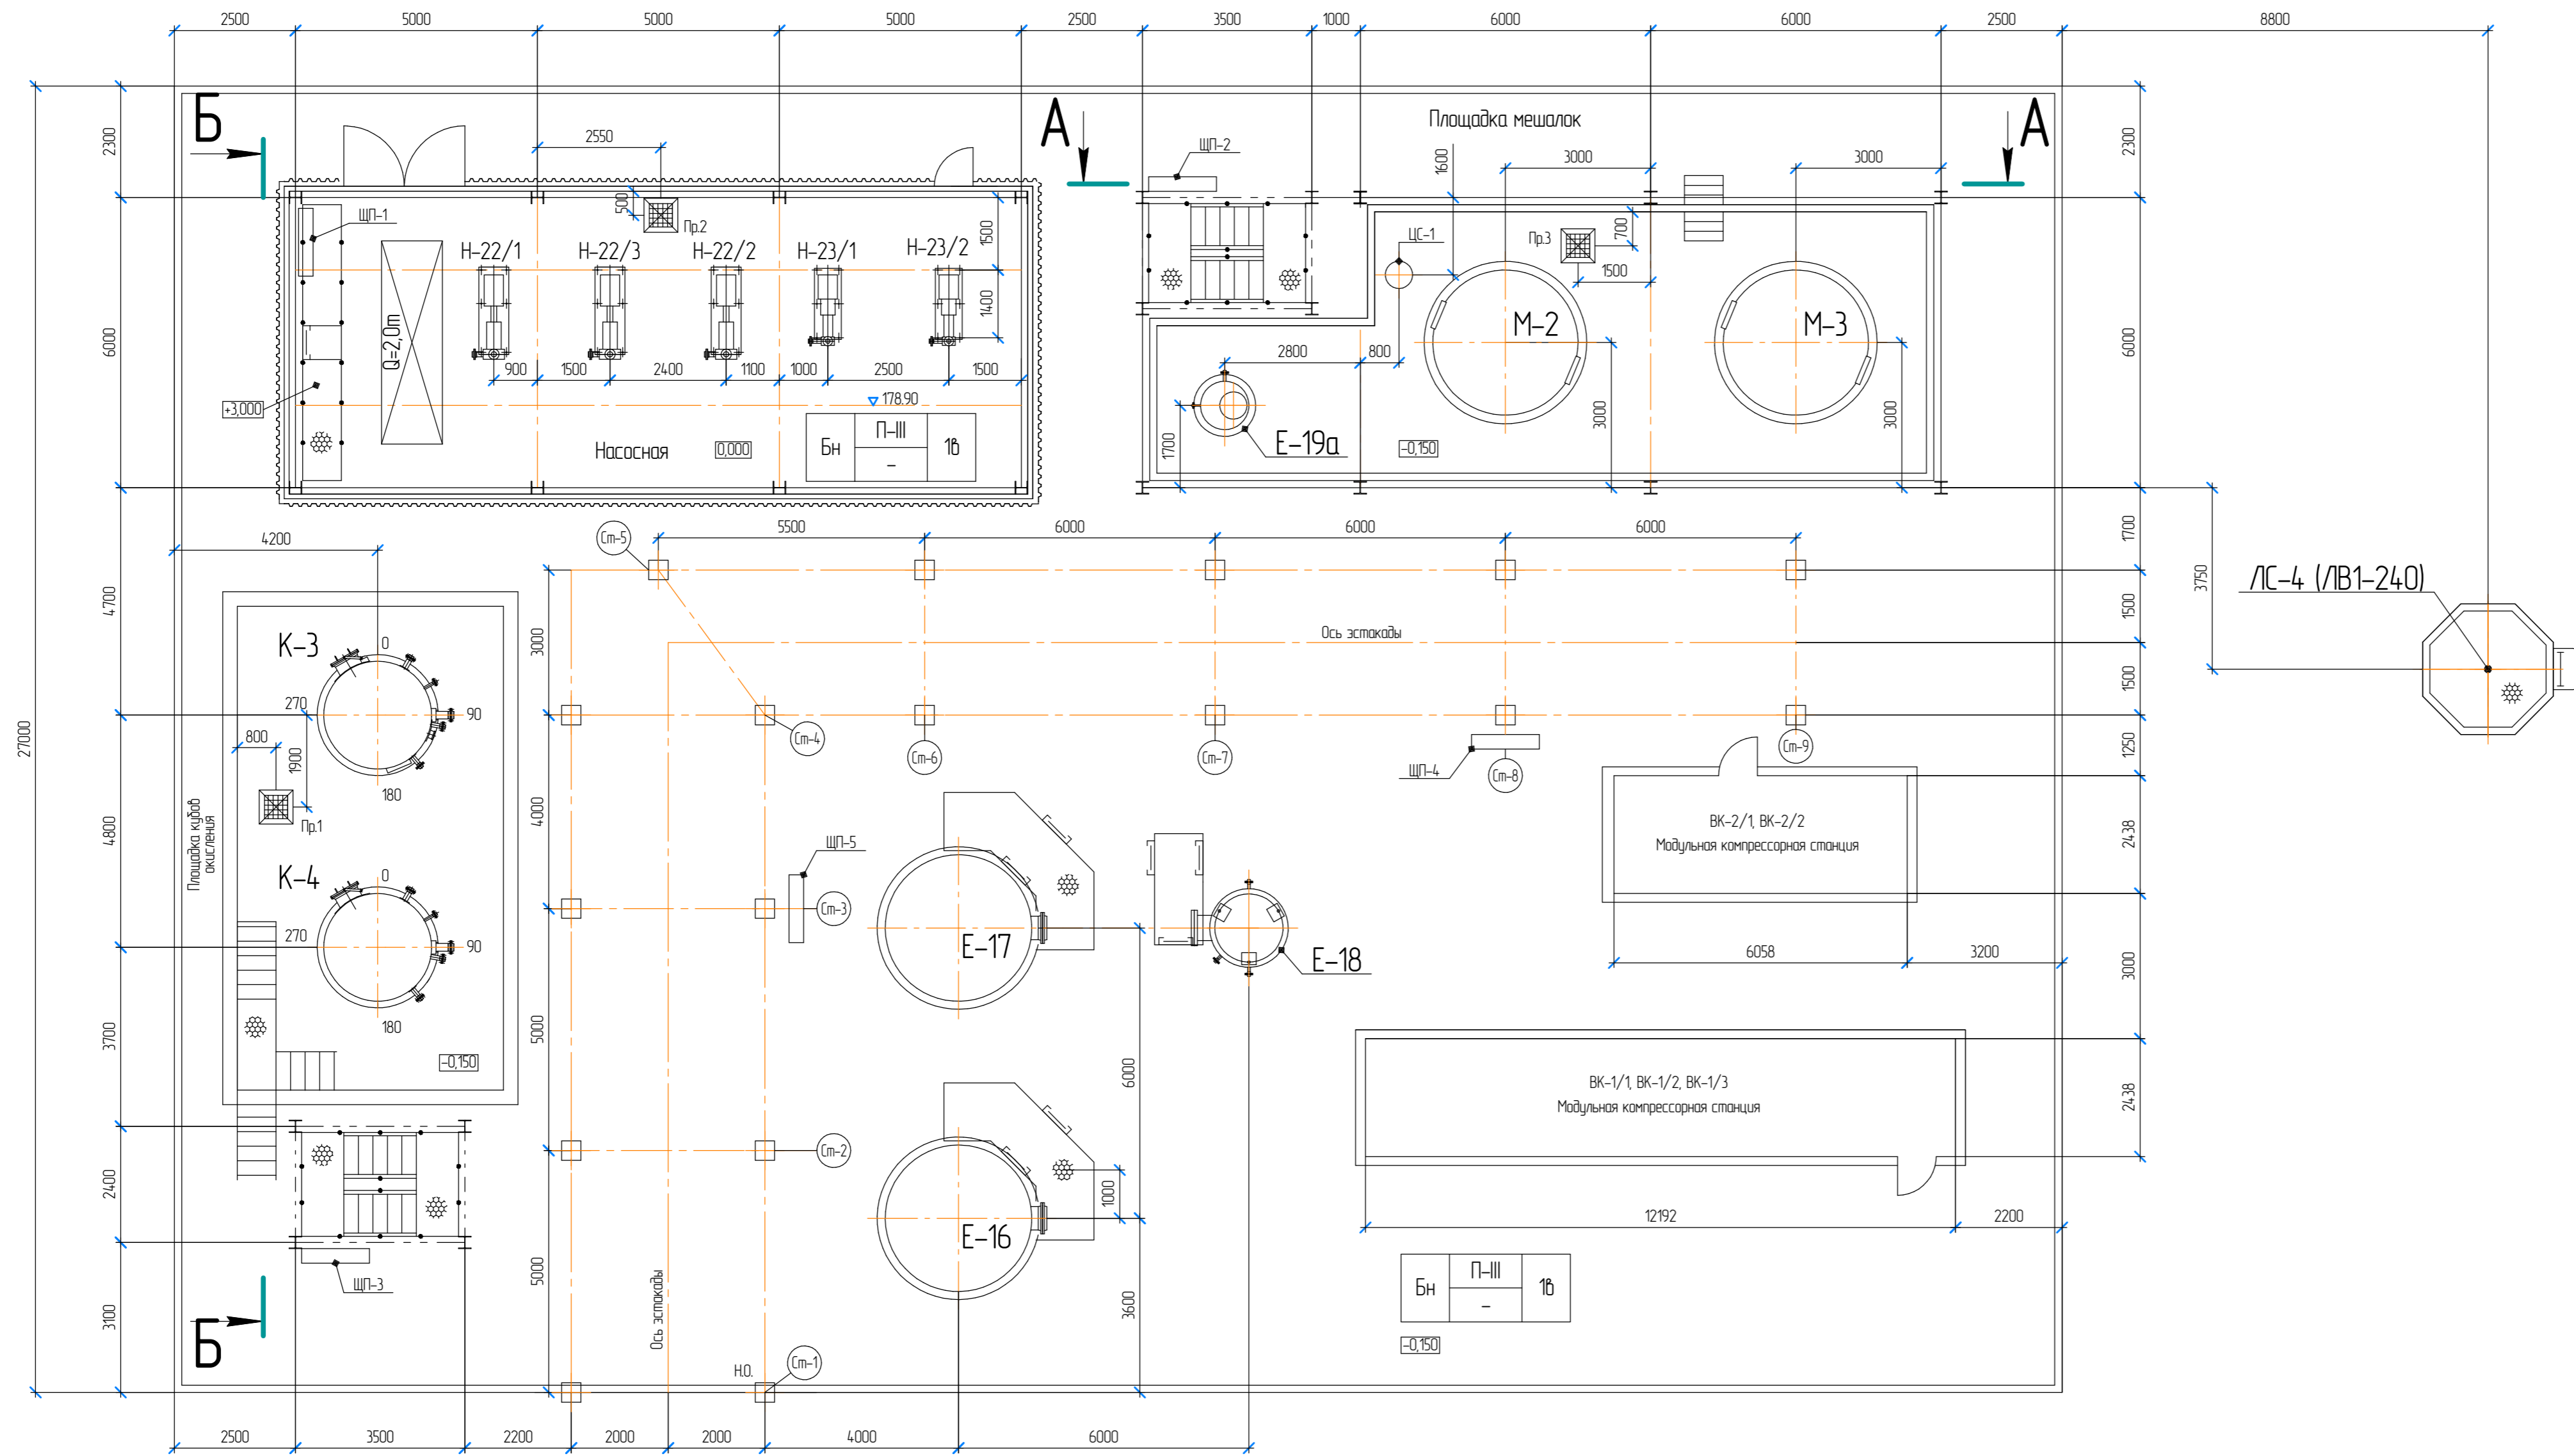 2500 5000 5000 5000 2500 3500 1000 6000 6000 2500 8800
Б
А
Площадка мешалок
А
2300
2550
ЩП-2
1600
3000
3000
2300
ЩП-1
500
Пр.2
Н-22/1
Н-22/3
Н-22/2
Н-23/1
Н-23/2
1500
ЦС-1
Пр.3
700
1500
1400
Q=2,0т
М-2
М-3
6000
6000
900 1500 2400 1100 1000 2500 1500
2800 800
+3,000
178.90
Насосная
0,000
Бн
П-III
–
1в
1700
Е-19а
-0,150
3000
3000
4200
Ст-5
5500 6000 6000 6000
1700
3750
ЛС-4 (ЛВ1-240)
27000
4700
К-3
0
270
90
180
3000
Ось эстакады
1500
1500
800
1900
Пр.1
Площадка кубов
окисления
Ст-4
Ст-6
Ст-7
ЩП-4
Ст-8
Ст-9
1250
4800
4000
ЩП-5
ВК-2/1, ВК-2/2
Модульная компрессорная станция
2438
К-4
0
270
90
180
Ст-3
Е-17
Е-18
6058 3200
3000
3700
5000
-0,150
6000
ВК-1/1, ВК-1/2, ВК-1/3
Модульная компрессорная станция
2438
Ст-2
2400
1000
Е-16
12192 2200
ЩП-3
5000
Ось эстакады
3600
Бн
П-III
–
1в
-0,150
3100
Б
Н.О.
Ст-1
2500 3500 2200 2000 2000 4000 6000